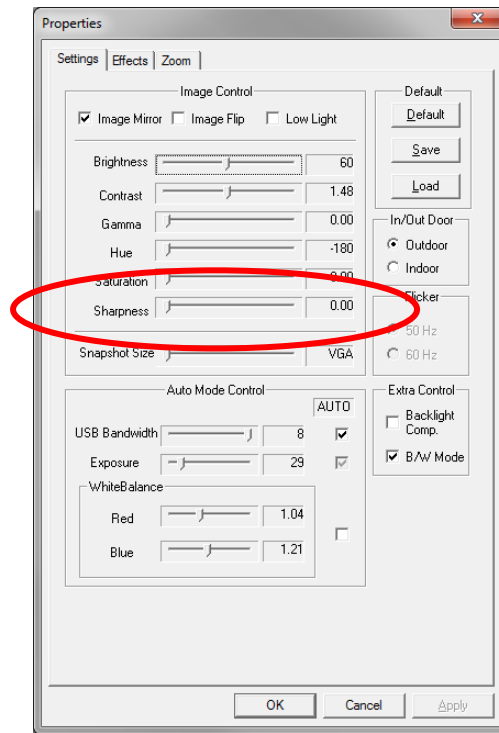 Properties
Settings Effects Zoom
Image Control
Image Mirror Image Flip Low Light
Brightness 60
Contrast 1.48
Gamma 0.00
Hue -180
Saturation 0.00
Sharpness 0.00
Snapshot Size VGA
Default
Default
Save
Load
In/Out Door
Outdoor
Indoor
Flicker
50 Hz
60 Hz
Auto Mode Control
AUTO
USB Bandwidth 8
Exposure 29
WhiteBalance
Red 1.04
Blue 1.21
Extra Control
Backlight
Comp.
B/W Mode
OK Cancel Apply